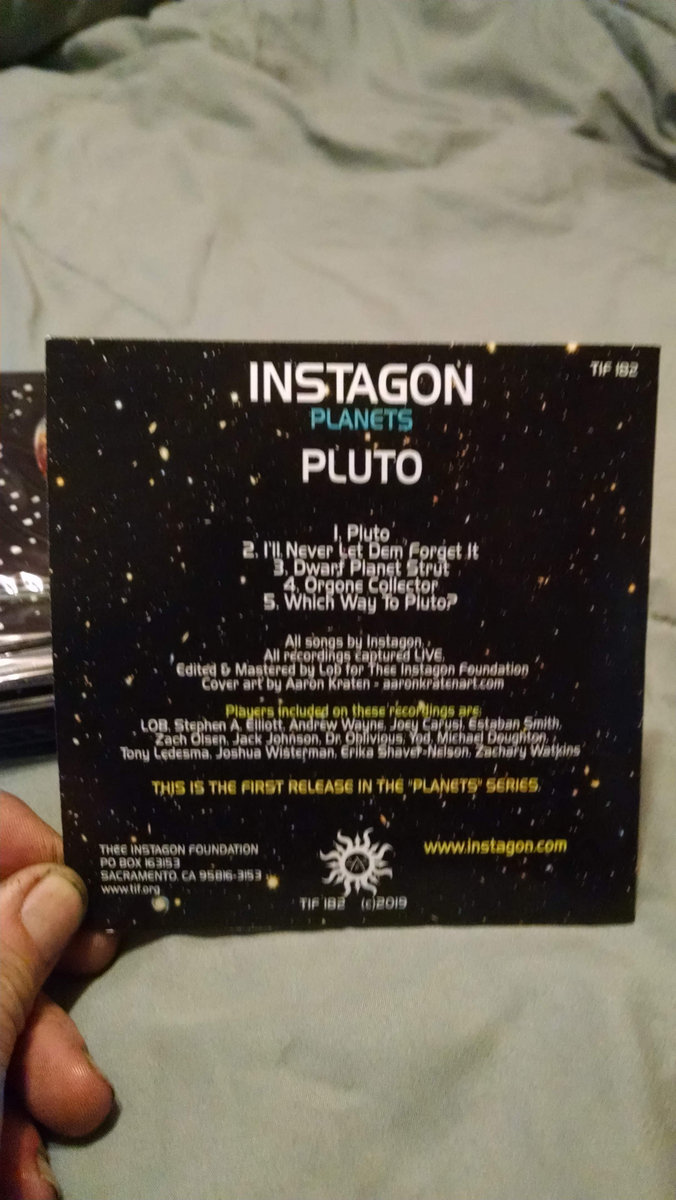 TIF 182
INSTAGON
PLANETS
PLUTO
1. Pluto
2. I'll Never Let Dem Forget It
3. Dwarf Planet Strut
4. Orgone Collector
5. Which Way To Pluto?
All songs by Instagon.
All recordings captured LIVE.
Edited & Mastered by Lob for Thee Instagon Foundation
Cover art by Aaron Kraten - aaronkratenart.com
Players included on these recordings are:
LOB, Stephen A. Elliott, Andrew Wayne, Joey Carusi, Estaban Smith,
Zach Olsen, Jack Johnson, Dr. Oblivious, Yod, Michael Doughton,
Tony Ledesma, Joshua Wisterman, Erika Shaver-Nelson, Zachary Watkins
THIS IS THE FIRST RELEASE IN THE "PLANETS" SERIES.
THEE INSTAGON FOUNDATION
PO BOX 163153
SACRAMENTO, CA 95816-3153
www.tif.org
www.instagon.com
TIF 182 (c)2019